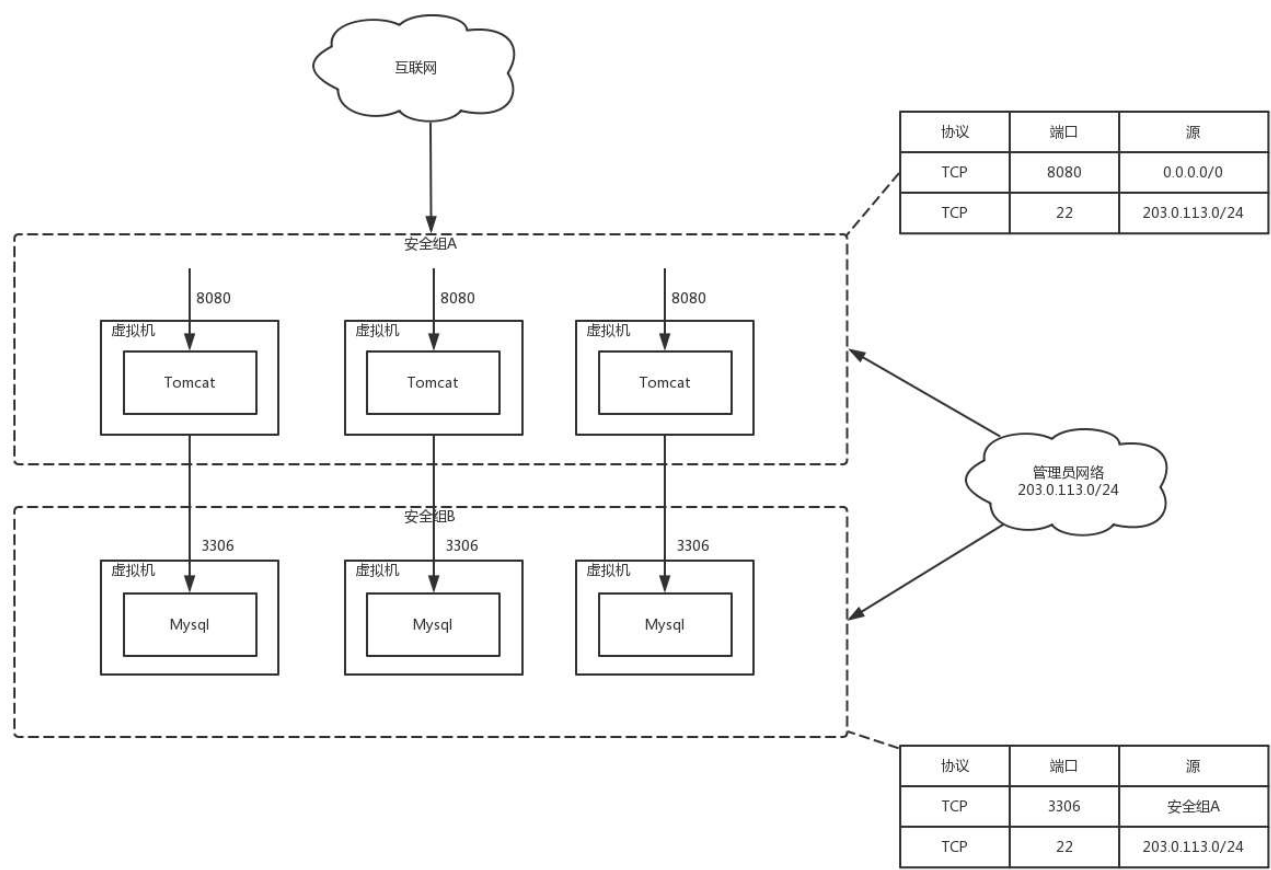 互联网
协议 端口 源
TCP 8080 0.0.0.0/0
TCP 22 203.0.113.0/24
安全组A
8080 8080 8080
虚拟机 虚拟机 虚拟机
Tomcat Tomcat Tomcat
管理员网络
203.0.113.0/24
安全组B
3306 3306 3306
虚拟机 虚拟机 虚拟机
Mysql Mysql Mysql
协议 端口 源
TCP 3306 安全组A
TCP 22 203.0.113.0/24